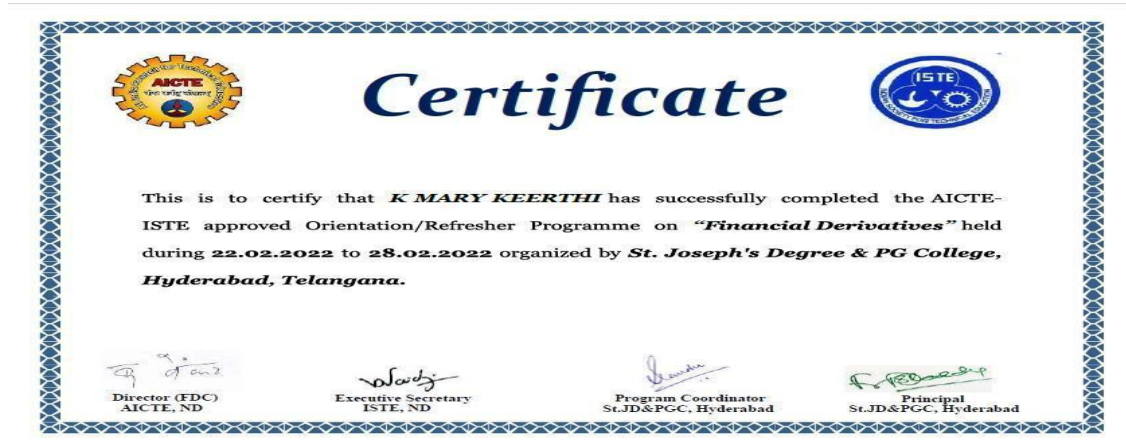 AICTE
Certificate
ISTE
This is to certify that K MARY KEERTHI has successfully completed the AICTE-
ISTE approved Orientation/Refresher Programme on “Financial Derivatives” held
during 22.02.2022 to 28.02.2022 organized by St. Joseph's Degree & PG College,
Hyderabad, Telangana.
Director (FDC) Executive Secretary Program Coordinator Principal
AICTE, ND ISTE, ND St.JD&PGC, Hyderabad St.JD&PGC, Hyderabad